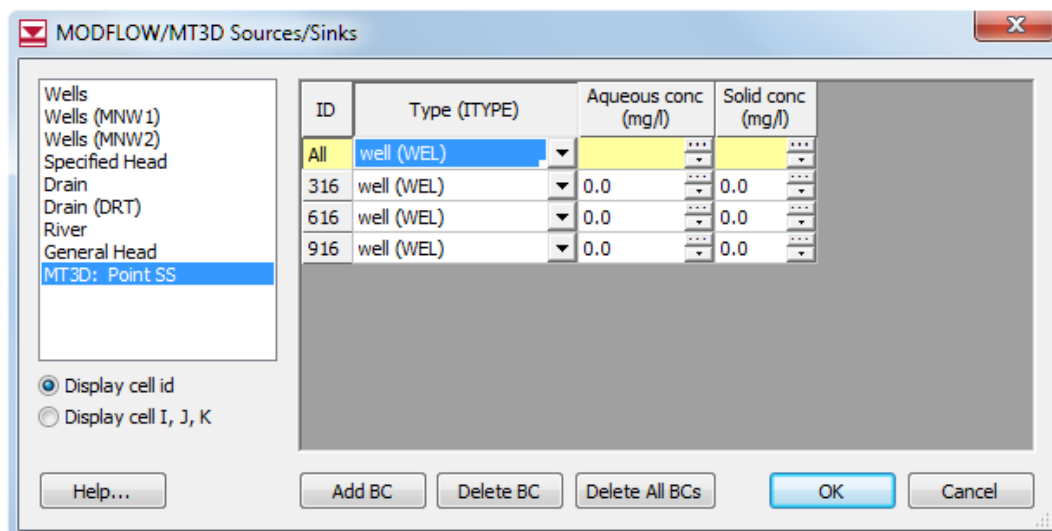 MODFLOW/MT3D Sources/Sinks
Wells
Wells (MNW1)
Wells (MNW2)
Specified Head
Drain
Drain (DRT)
River
General Head
MT3D: Point SS
Display cell id
Display cell I, J, K
ID Type (ITYPE) Aqueous conc (mg/l) Solid conc (mg/l)
All well (WEL)
316 well (WEL) 0.0 0.0
616 well (WEL) 0.0 0.0
916 well (WEL) 0.0 0.0
Help... Add BC Delete BC Delete All BCs OK Cancel